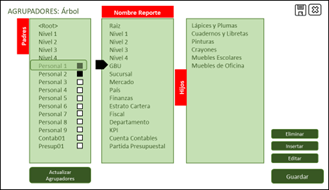 AGRUPADORES: Árbol
Nombre Reporte
Padres
<Root>
Nivel 1
Nivel 2
Nivel 3
Nivel 4
Personal 1
Personal 2
Personal 3
Personal 4
Personal 5
Personal 6
Personal 7
Personal 8
Personal 9
Contab01
Presup01
Raíz
Nivel 1
Nivel 2
Nivel 3
Nivel 4
GBU
Sucursal
Mercado
País
Finanzas
Estrato Cartera
Fiscal
Departamento
KPI
Cuenta Contables
Partida Presupuestal
Hijos
Lápices y Plumas
Cuadernos y Libretas
Pinturas
Crayones
Muebles Escolares
Muebles de Oficina
Eliminar
Insertar
Editar
Actualizar
Agrupadores
Guardar